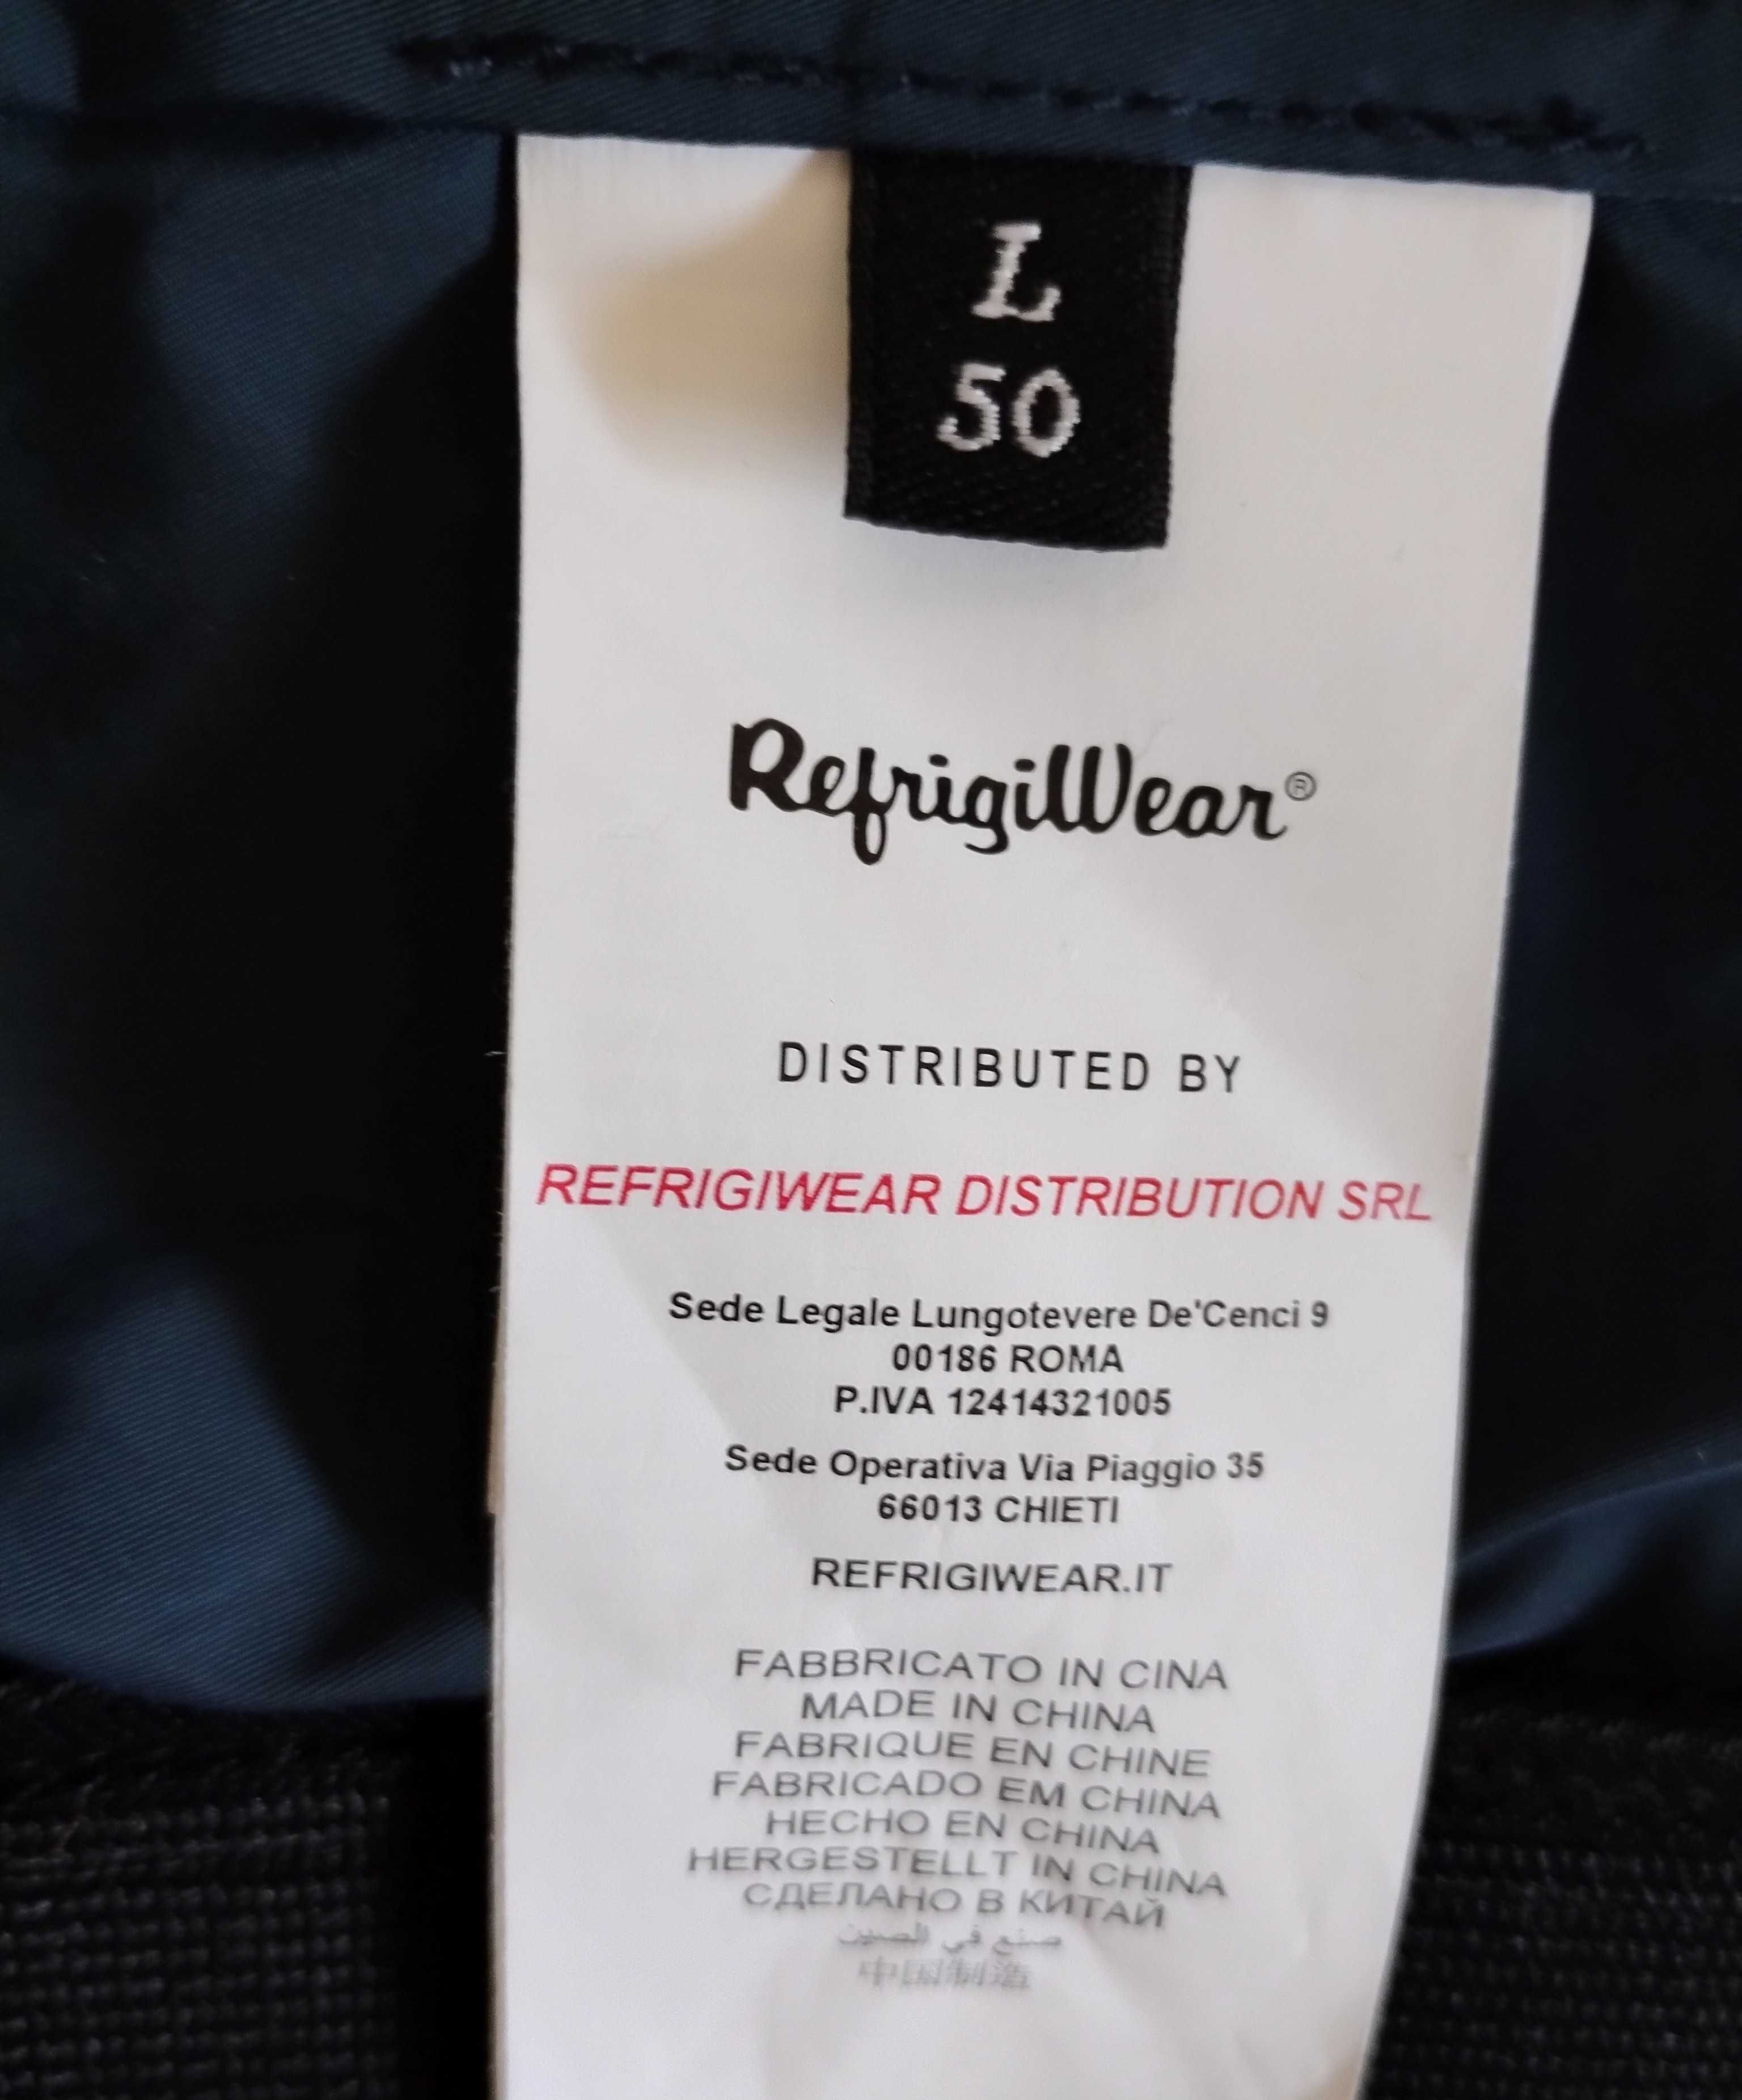 L
50
RefrigiWear®
DISTRIBUTED BY
REFRIGIWEAR DISTRIBUTION SRL
Sede Legale Lungotevere De'Cenci 9
00186 ROMA
P.IVA 12414321005
Sede Operativa Via Piaggio 35
66013 CHIETI
REFRIGIWEAR.IT
FABBRICATO IN CINA
MADE IN CHINA
FABRIQUE EN CHINE
FABRICADO EM CHINA
HECHO EN CHINA
HERGESTELLT IN CHINA
СДЕЛАНО В КИТАЙ
صنع في الصين
中国制造